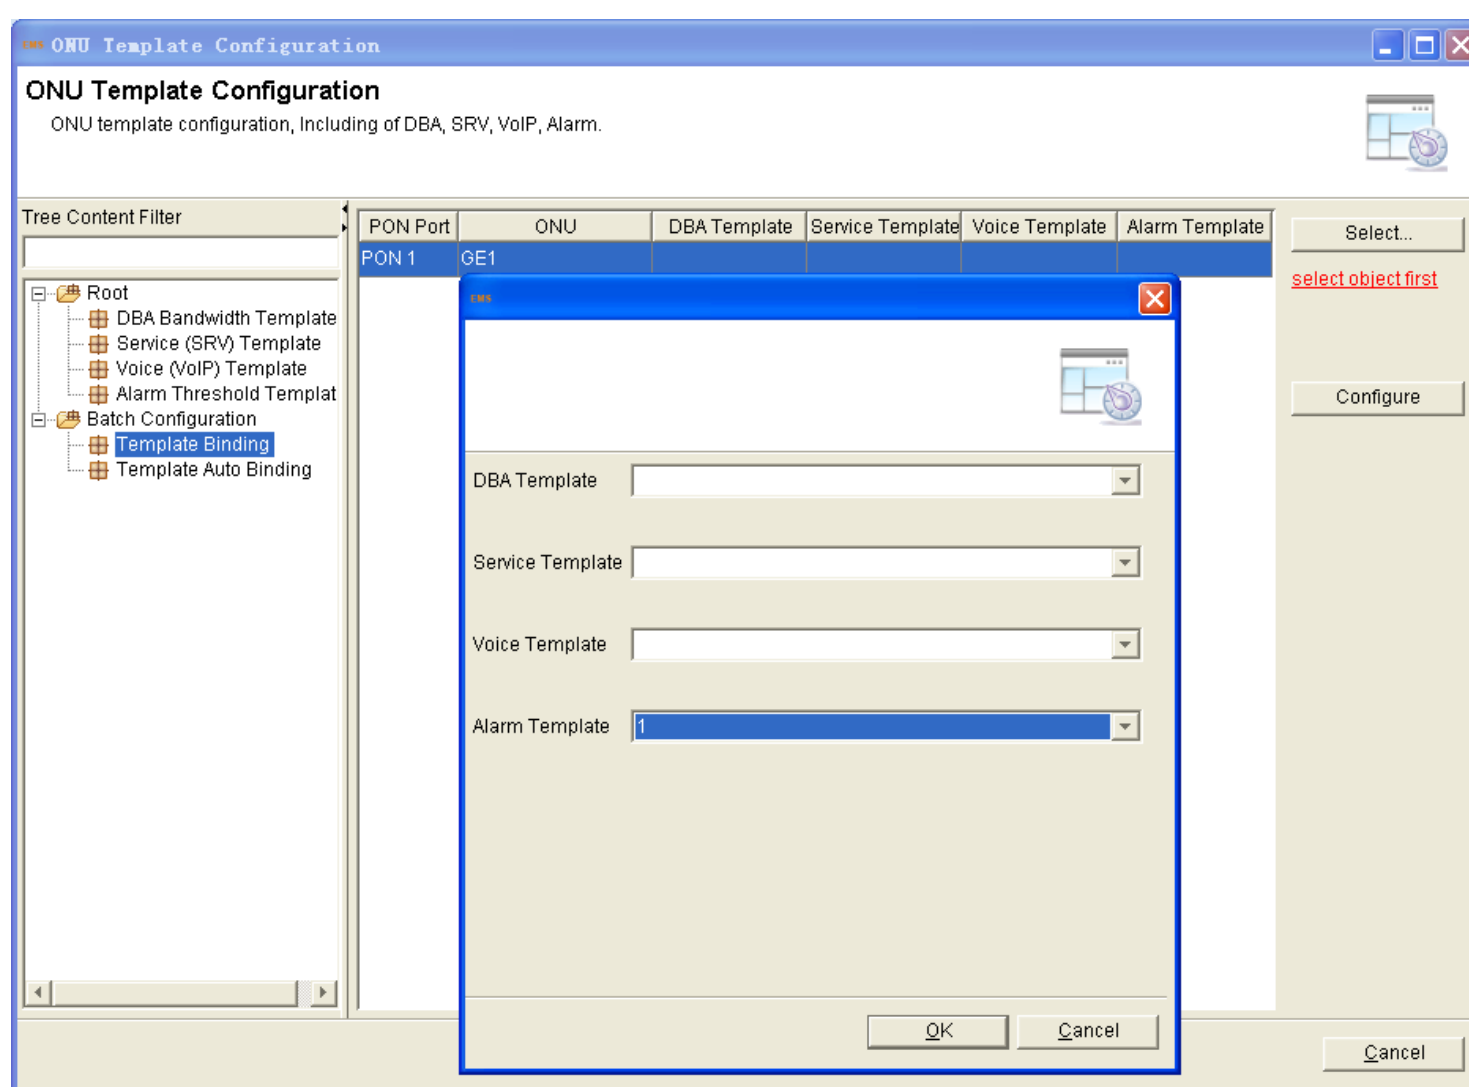 EMS ONU Template Configurati on
ONU Template Configuration
ONU template configuration, Including of DBA, SRV, VoIP, Alarm.
Tree Content Filter
Root
DBA Bandwidth Template
Service (SRV) Template
Voice (VoIP) Template
Alarm Threshold Templat
Batch Configuration
Template Binding
Template Auto Binding
PON Port ONU DBA Template Service Template Voice Template Alarm Template
PON 1 GE1
Select...
select object first
Configure
EMS
DBA Template
Service Template
Voice Template
Alarm Template 1
OK Cancel
Cancel